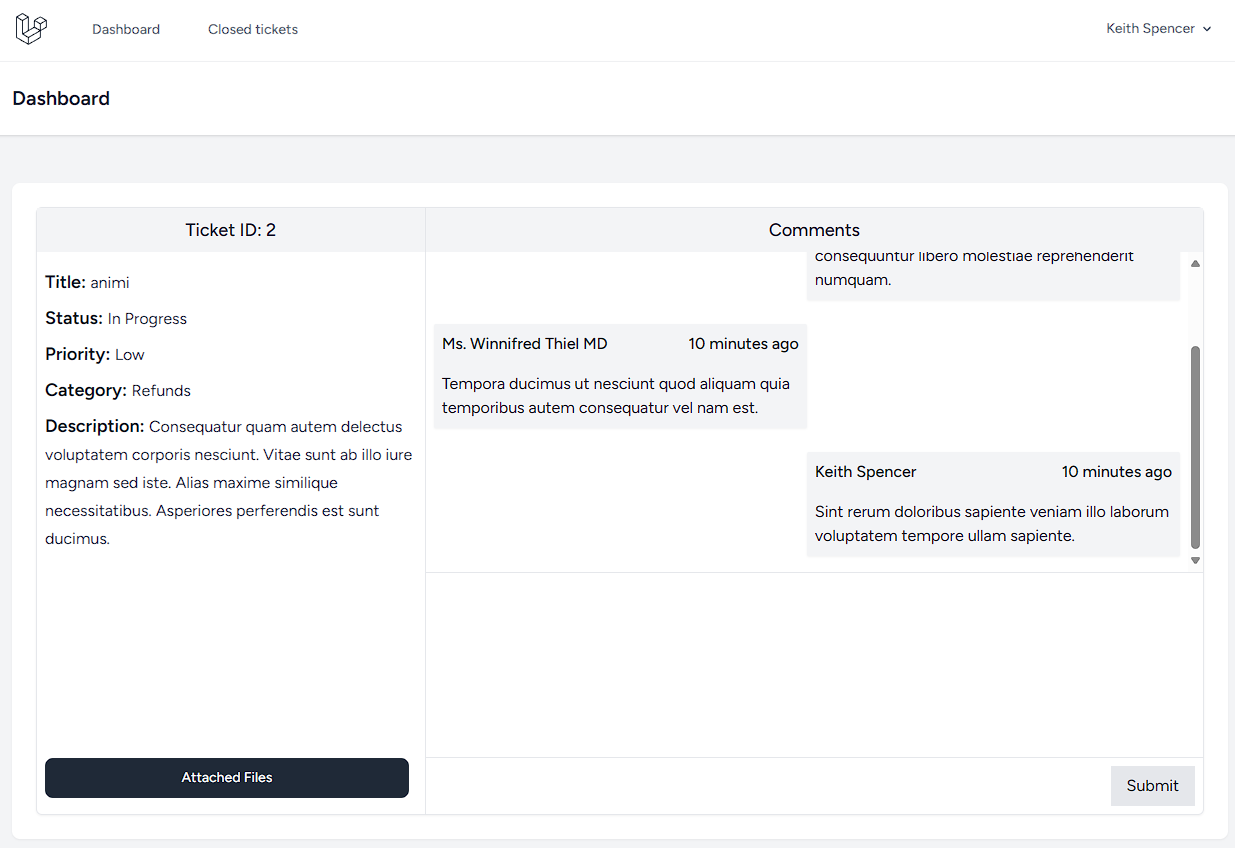 Dashboard
Closed tickets
Keith Spencer
Dashboard
Ticket ID: 2
Title: animi
Status: In Progress
Priority: Low
Category: Refunds
Description: Consequatur quam autem delectus
voluptatem corporis nesciunt. Vitae sunt ab illo iure
magnam sed iste. Alias maxime similique
necessitatibus. Asperiores perferendis est sunt
ducimus.
Attached Files
Comments
consequuntur libero molestiae reprehenderit
numquam.
Ms. Winnifred Thiel MD 10 minutes ago
Tempora ducimus ut nesciunt quod aliquam quia
temporibus autem consequatur vel nam est.
Keith Spencer 10 minutes ago
Sint rerum doloribus sapiente veniam illo laborum
voluptatem tempore ullam sapiente.
Submit